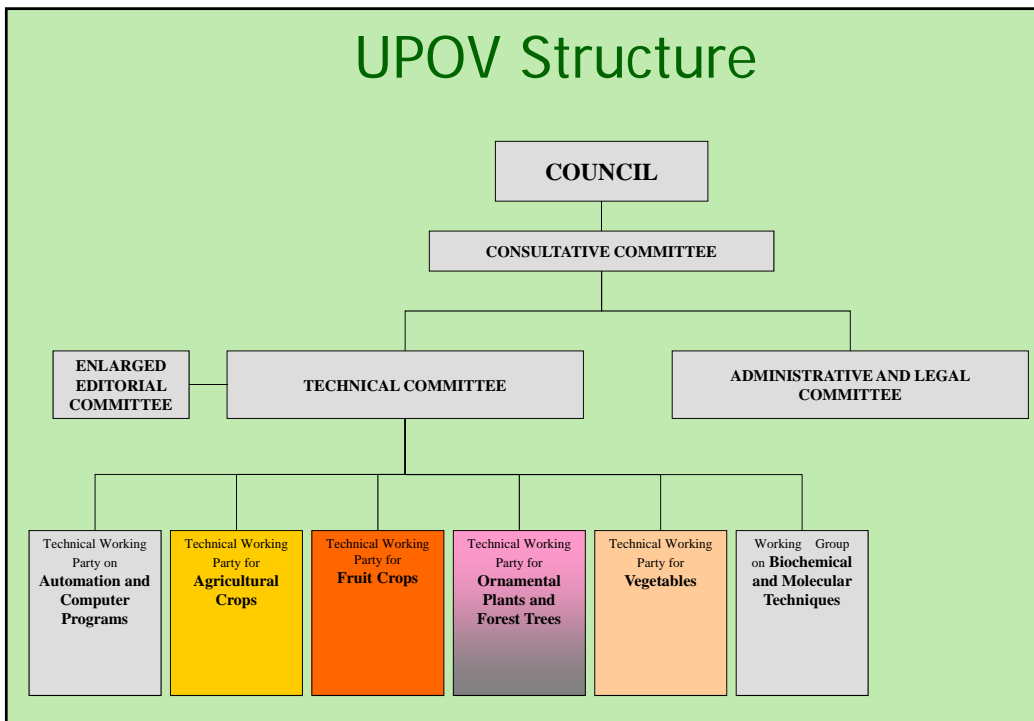 UPOV Structure
COUNCIL
CONSULTATIVE COMMITTEE
ENLARGED
EDITORIAL
COMMITTEE
TECHNICAL COMMITTEE
ADMINISTRATIVE AND LEGAL
COMMITTEE
Technical Working
Party on
Automation and
Computer
Programs
Technical Working
Party for
Agricultural
Crops
Technical Working
Party for
Fruit Crops
Technical Working
Party for
Ornamental
Plants and
Forest Trees
Technical Working
Party for
Vegetables
Working Group
on Biochemical
and Molecular
Techniques